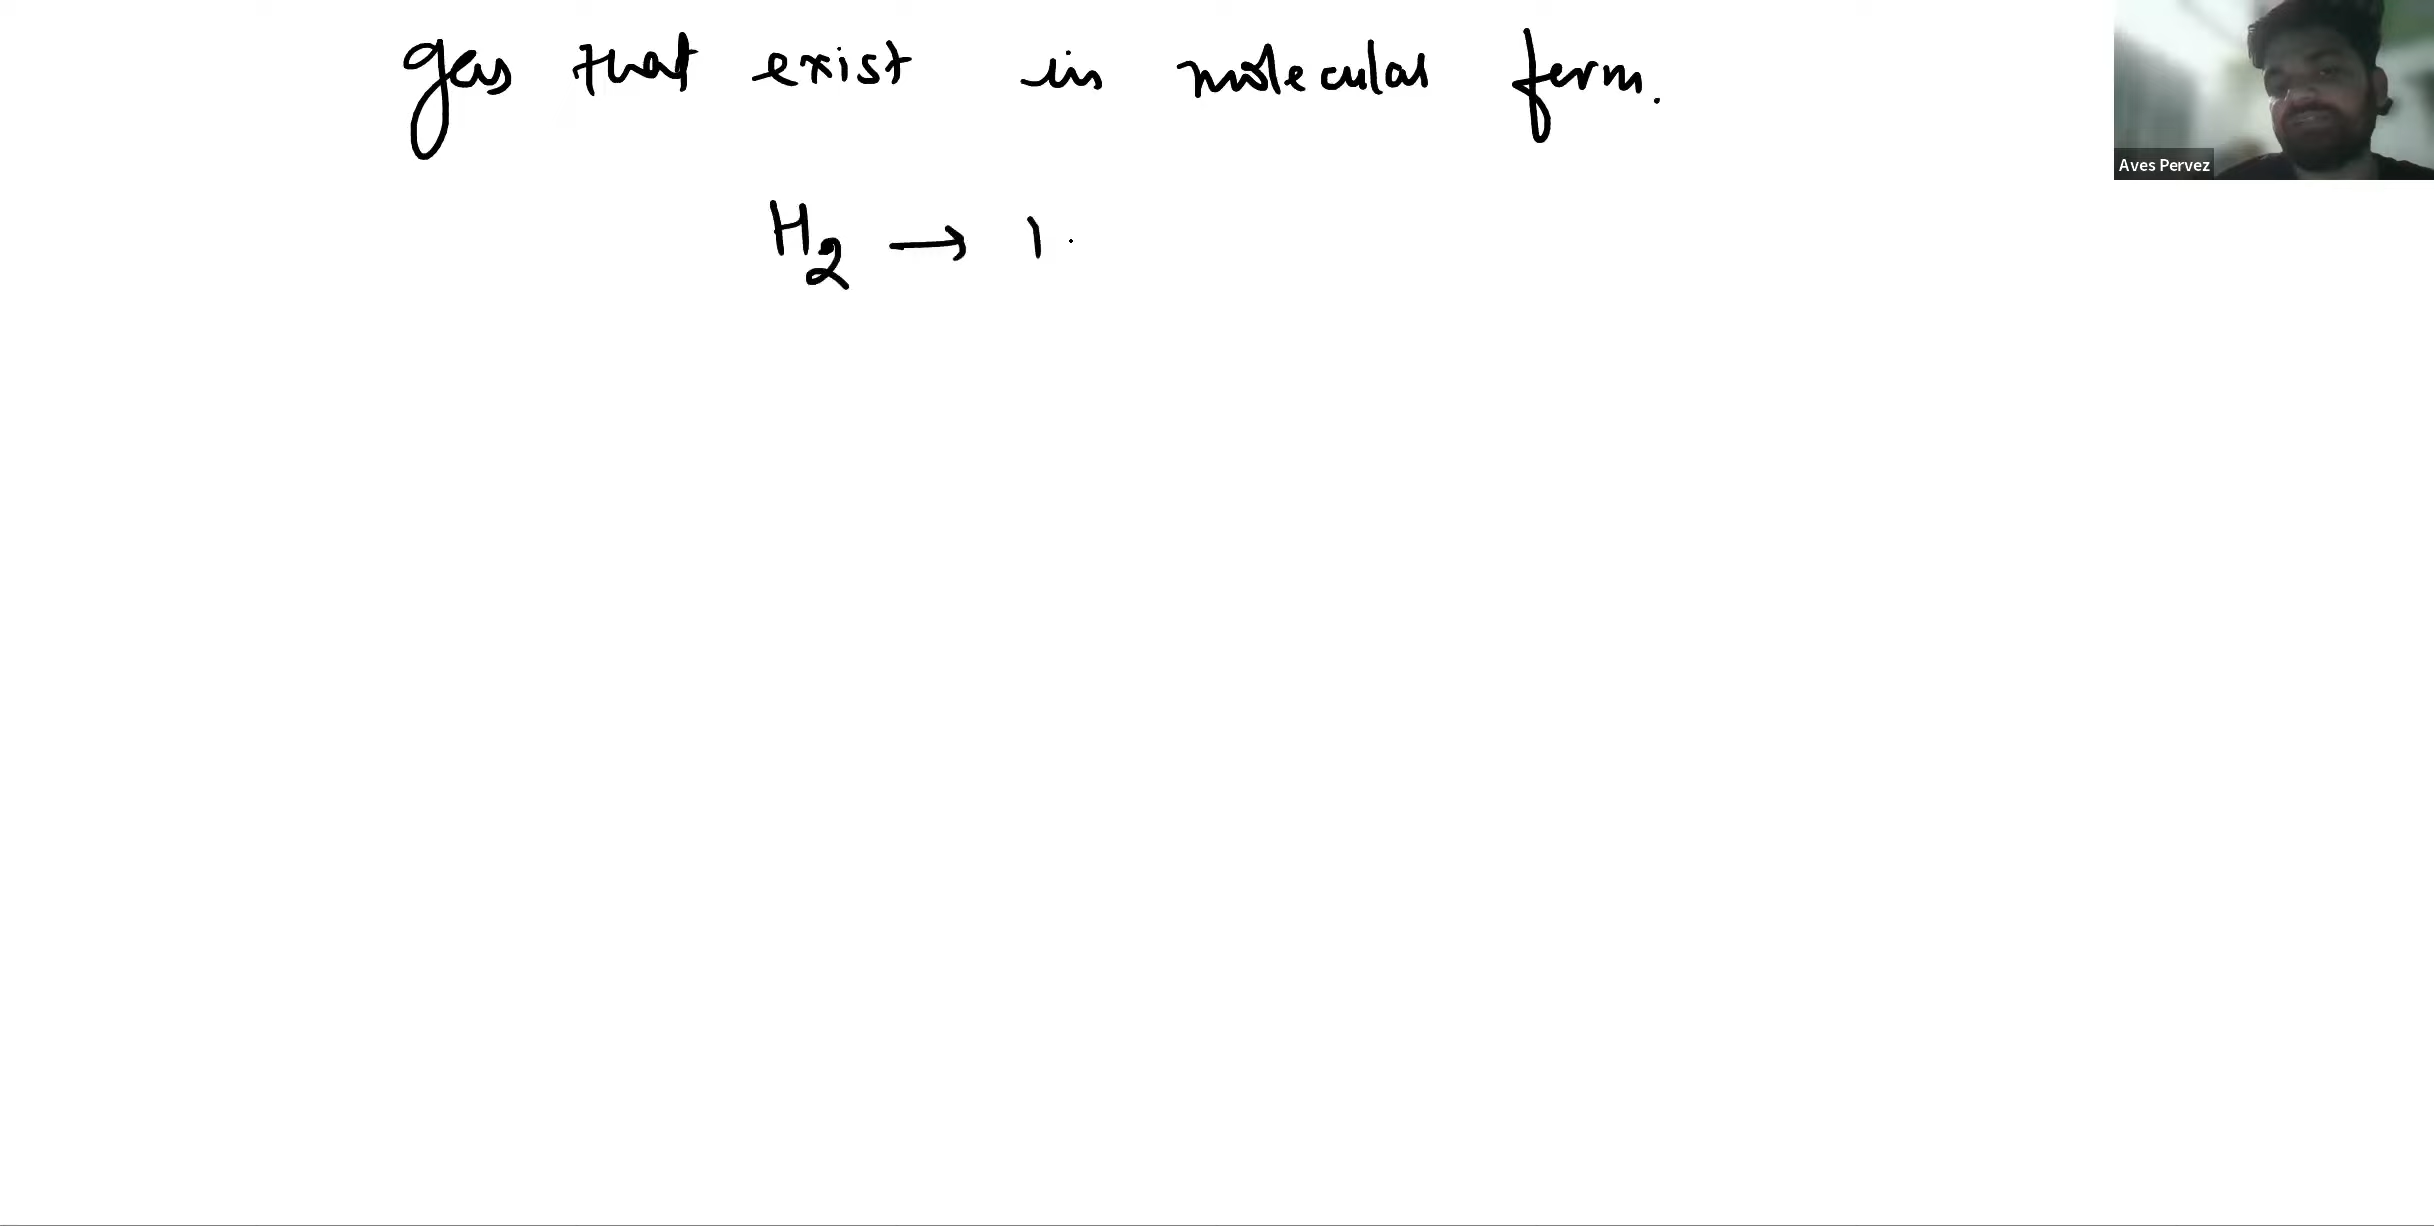 gas that exist in molecular form.
Aves Pervez
H₂ → 1.